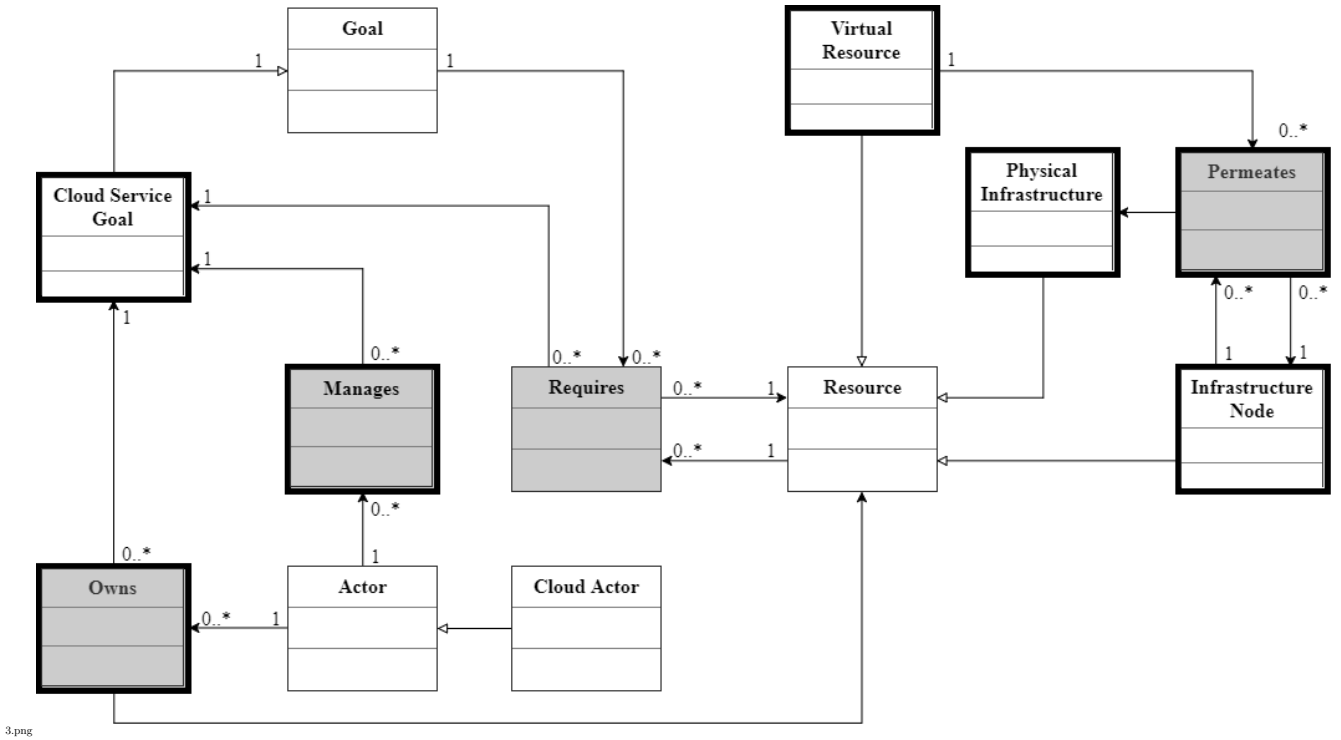 Goal
Virtual
Resource
1
1
1
0..*
Physical
Infrastructure
Permeates
Cloud Service
Goal
1
1
0..*
0..*
1
0..*
0..*
0..*
1
1
Manages
Requires
0..*
1
Resource
Infrastructure
Node
0..*
1
0..*
0..*
1
Owns
Actor
Cloud Actor
0..*
1
3.png